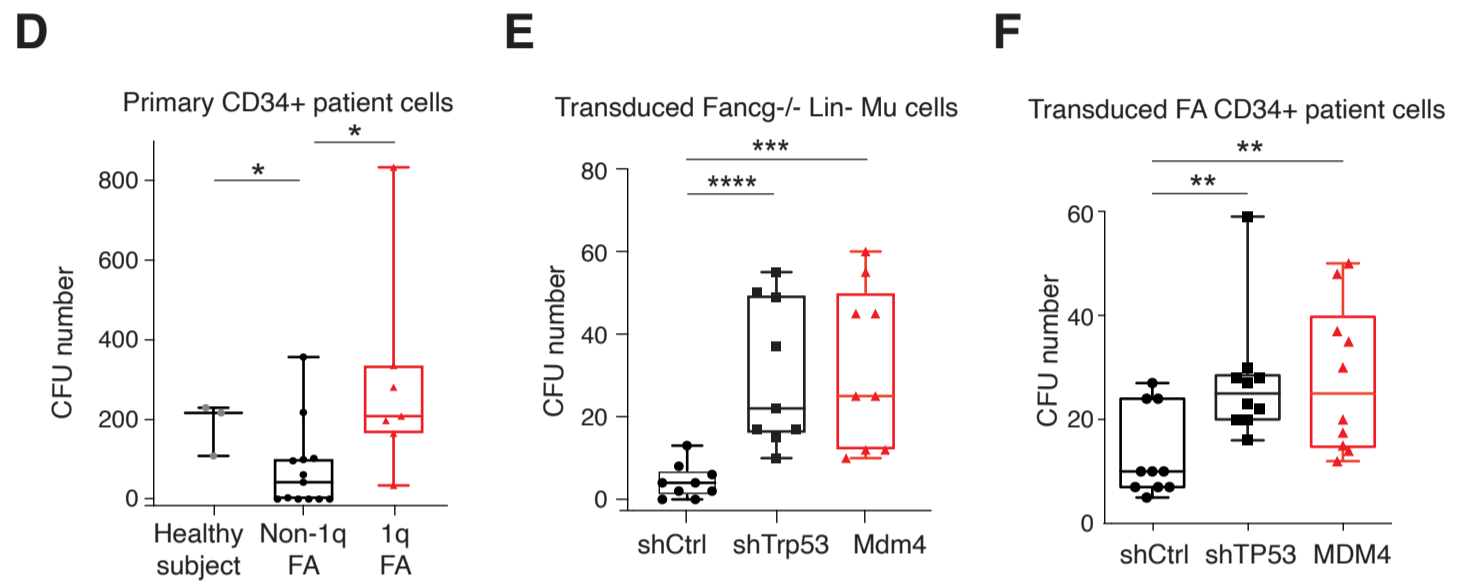 D
Primary CD34+ patient cells
*
*
CFU number
800
600
400
200
0
Healthy subject
Non-1q FA
1q FA
E
Transduced Fancg-/- Lin- Mu cells
***
****
CFU number
80
60
40
20
0
shCtrl
shTrp53
Mdm4
F
Transduced FA CD34+ patient cells
**
**
CFU number
60
40
20
0
shCtrl
shTP53
MDM4